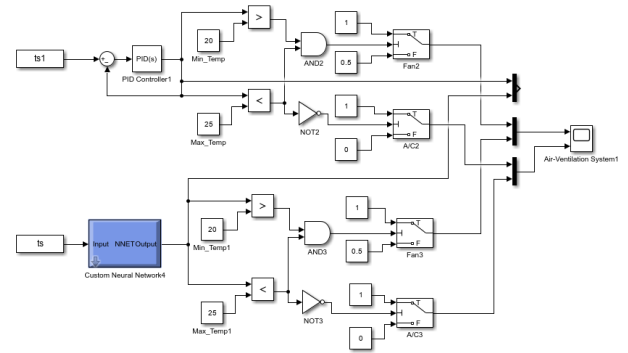 1
>
20
Min_Temp
AND2
0.5
T
F
Fan2
ts1
+
-
PID(s)
PID Controller1
<
25
Max_Temp
NOT2
1
0
T
F
A/C2
Air-Ventilation System1
>
20
Min_Temp1
AND3
1
0.5
T
F
Fan3
ts
Input
NNETOutput
Custom Neural Network4
<
25
Max_Temp1
NOT3
1
0
T
F
A/C3